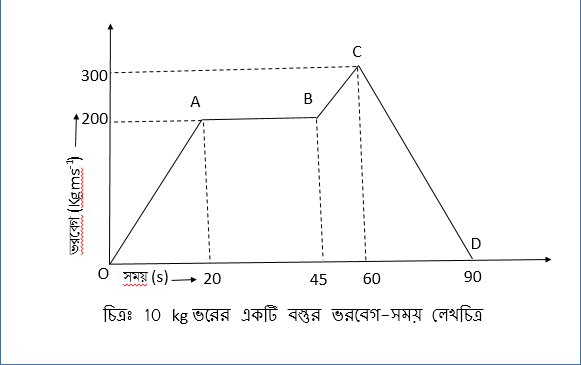 C
300
A
B
200
ভরবেগ (Kgms⁻¹)
D
O
সময় (s)
20
45
60
90
চিত্রঃ 10 kg ভরের একটি বস্তুর ভরবেগ-সময় লেখচিত্র